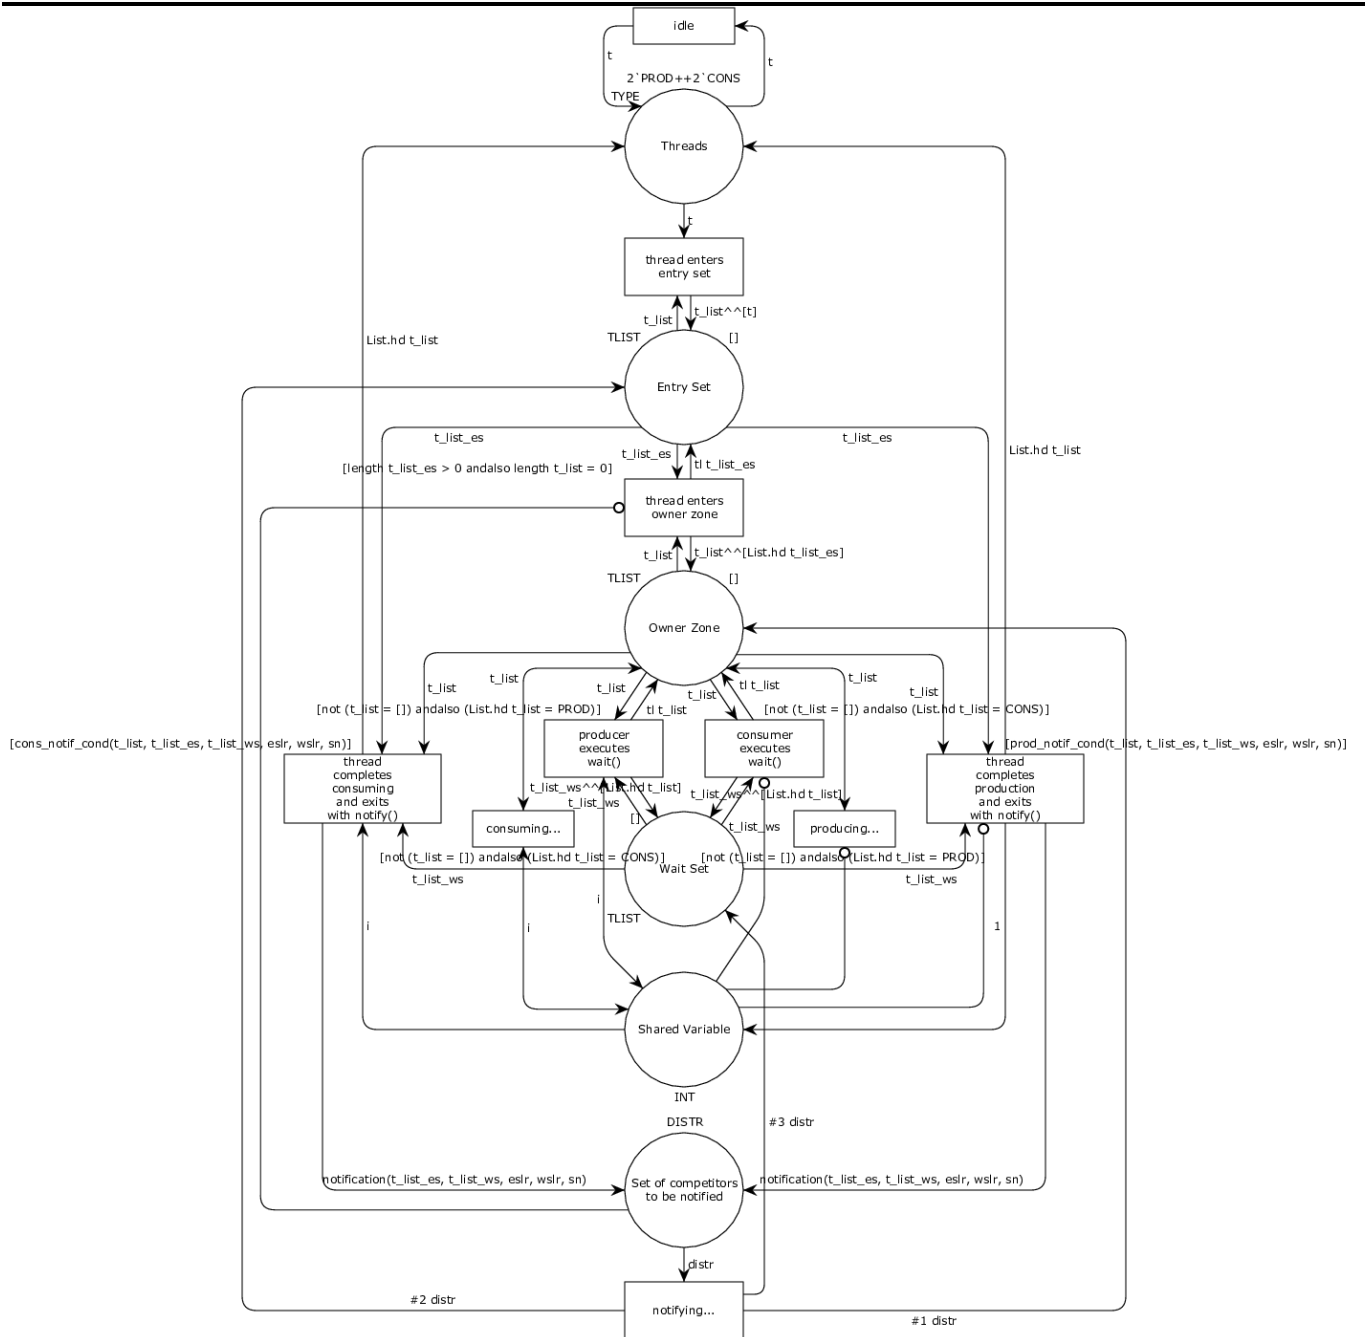 idle
t
t
2`PROD++2`CONS
TYPE
Threads
t
thread enters
entry set
t_list^^[t]
t_list
TLIST
[]
List.hd t_list
Entry Set
t_list_es
t_list_es
List.hd t_list
t_list_es
tl t_list_es
[length t_list_es > 0 andalso length t_list = 0]
thread enters
owner zone
t_list
t_list^^[List.hd t_list_es]
TLIST
[]
Owner Zone
t_list
t_list
t_list
t_list
t_list
t_list
tl t_list
tl t_list
[not (t_list = []) andalso (List.hd t_list = PROD)]
[not (t_list = []) andalso (List.hd t_list = CONS)]
[cons_notif_cond(t_list, t_list_es, t_list_ws, eslr, wslr, sn)]
[prod_notif_cond(t_list, t_list_es, t_list_ws, eslr, wslr, sn)]
producer
executes
wait()
consumer
executes
wait()
thread
completes
consuming
and exits
with notify()
thread
completes
production
and exits
with notify()
t_list_ws^^[List.hd t_list]
t_list_ws^^[List.hd t_list]
t_list_ws
[]
t_list_ws
consuming...
producing...
[not (t_list = []) andalso (List.hd t_list = CONS)]
[not (t_list = []) andalso (List.hd t_list = PROD)]
Wait Set
t_list_ws
t_list_ws
i
TLIST
i
i
1
Shared Variable
INT
DISTR
#3 distr
notification(t_list_es, t_list_ws, eslr, wslr, sn)
Set of competitors
to be notified
notification(t_list_es, t_list_ws, eslr, wslr, sn)
distr
#2 distr
notifying...
#1 distr